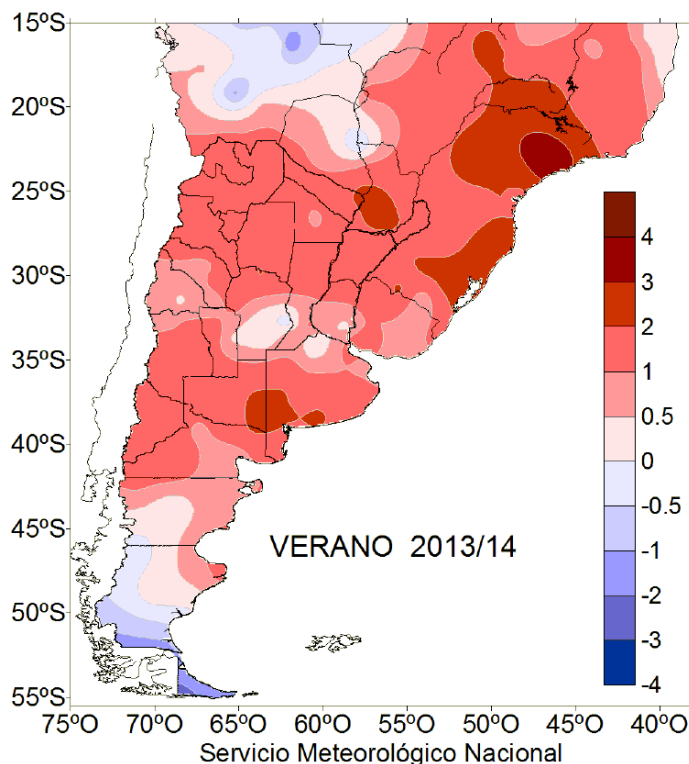 15ºS
20ºS
25ºS
30ºS
35ºS
40ºS
45ºS
50ºS
55ºS
4
3
2
1
0.5
0
-0.5
-1
-2
-3
-4
VERANO 2013/14
75ºO 70ºO 65ºO 60ºO 55ºO 50ºO 45ºO 40ºO
Servicio Meteorológico Nacional